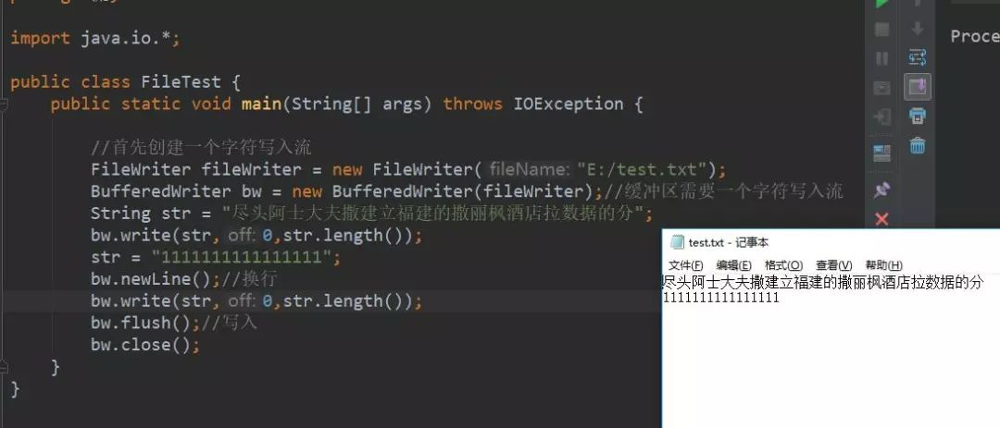 import java.io.*;
public class FileTest {
public static void main(String[] args) throws IOException {
//首先创建一个字符写入流
FileWriter fileWriter = new FileWriter( fileName: "E:/test.txt");
BufferedWriter bw = new BufferedWriter(fileWriter);//缓冲区需要一个字符写入流
String str = "尽头阿士大夫撒建立福建的撒丽枫酒店拉数据的分";
bw.write(str, off: 0,str.length());
str = "1111111111111111";
bw.newLine();//换行
bw.write(str, off: 0,str.length());
bw.flush();//写入
bw.close();
}
}
Proce
test.txt - 记事本
文件(F) 编辑(E) 格式(O) 查看(V) 帮助(H)
尽头阿士大夫撒建立福建的撒丽枫酒店拉数据的分
1111111111111111